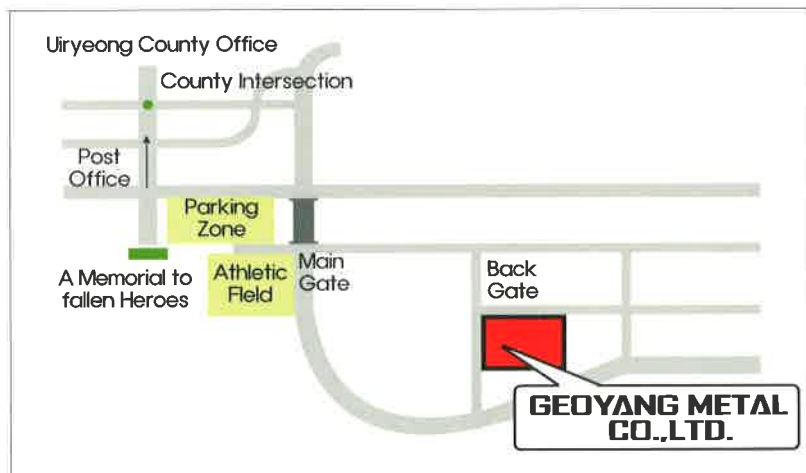 Uiryeong County Office
County Intersection
Post
Office
Parking
Zone
A Memorial to
fallen Heroes
Athletic
Field
Main
Gate
Back
Gate
GEOYANG METAL
CO.,LTD.